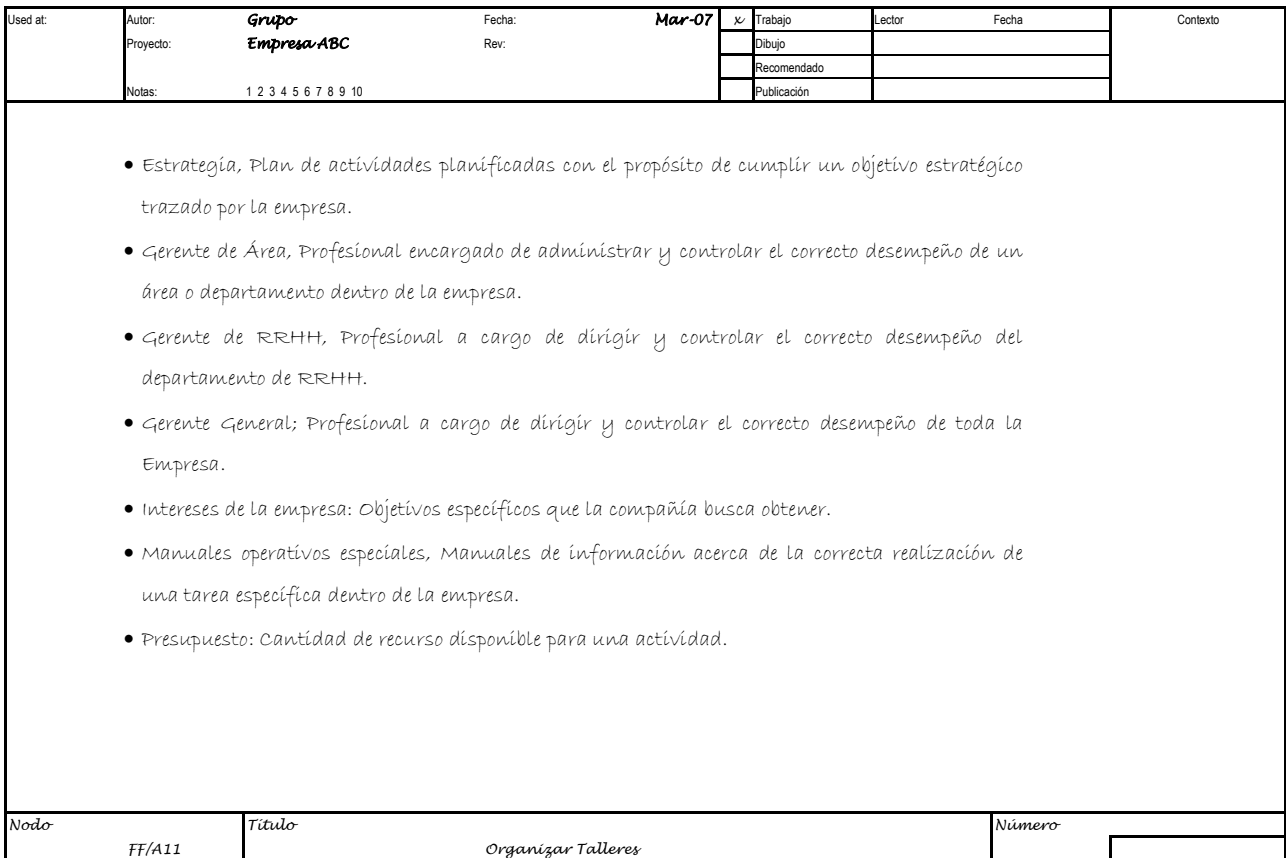 Used at: Autor: Grupo Fecha: Mar-07 x Trabajo Lector Fecha Contexto
Proyecto: Empresa ABC Rev: Dibujo
Recomendado
Notas: 1 2 3 4 5 6 7 8 9 10 Publicación
• Estrategia, Plan de actividades planificadas con el propósito de cumplir un objetivo estratégico
trazado por la empresa.
• Gerente de Área, Profesional encargado de administrar y controlar el correcto desempeño de un
área o departamento dentro de la empresa.
• Gerente de RRHH, Profesional a cargo de dirigir y controlar el correcto desempeño del
departamento de RRHH.
• Gerente General; Profesional a cargo de dirigir y controlar el correcto desempeño de toda la
Empresa.
• Intereses de la empresa: Objetivos específicos que la compañía busca obtener.
• Manuales operativos especiales, Manuales de información acerca de la correcta realización de
una tarea específica dentro de la empresa.
• Presupuesto: Cantidad de recurso disponible para una actividad.
Nodo Título Número
FF/A11 Organizar Talleres